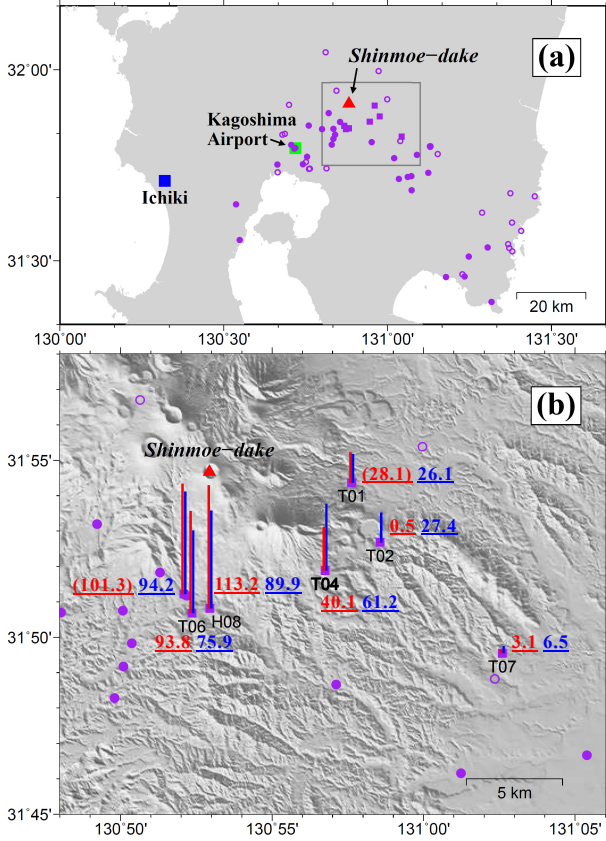 (a)
Shinmoe−dake
32°00'
Kagoshima
Airport
Ichiki
31°30'
20 km
130°00' 130°30' 131°00' 131°30'
(b)
Shinmoe−dake
31°55'
(28.1) 26.1
T01
0.5 27.4
T02
T04
(101.3) 94.2
113.2 89.9
40.1 61.2
T06
H08
31°50'
93.8 75.9
3.1 6.5
T07
5 km
31°45'
130°50' 130°55' 131°00' 131°05'